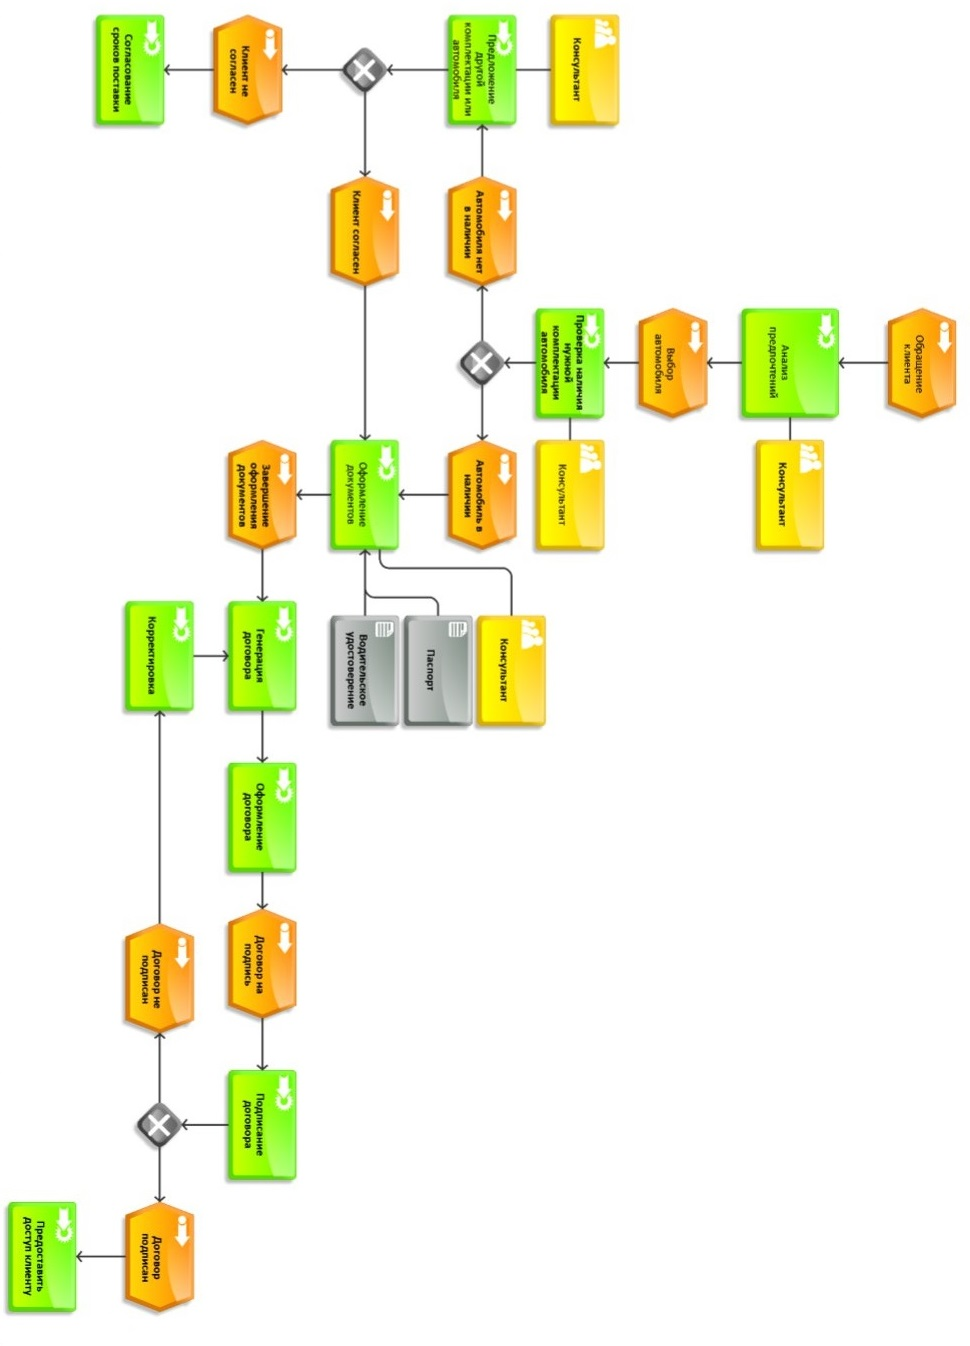 Обращение
клиента
Анализ
предпочтений
Консультант
Выбор
автомобиля
Консультант
Проверка наличия
нужной
комплектации
автомобиля
Консультант
Предложение
другой
комплектации или
автомобиля
Автомобиля нет
в наличии
Автомобиль в
наличии
Консультант
Паспорт
Клиент согласен
Оформление
документов
Водительское
удостоверение
Клиент не
согласен
Завершение
оформления
документов
Генерация
договора
Оформление
договора
Договор на
подпись
Подписание
договора
Согласование
сроков поставки
Корректировка
Договор не
подписан
Договор
подписан
Предоставить
доступ клиенту